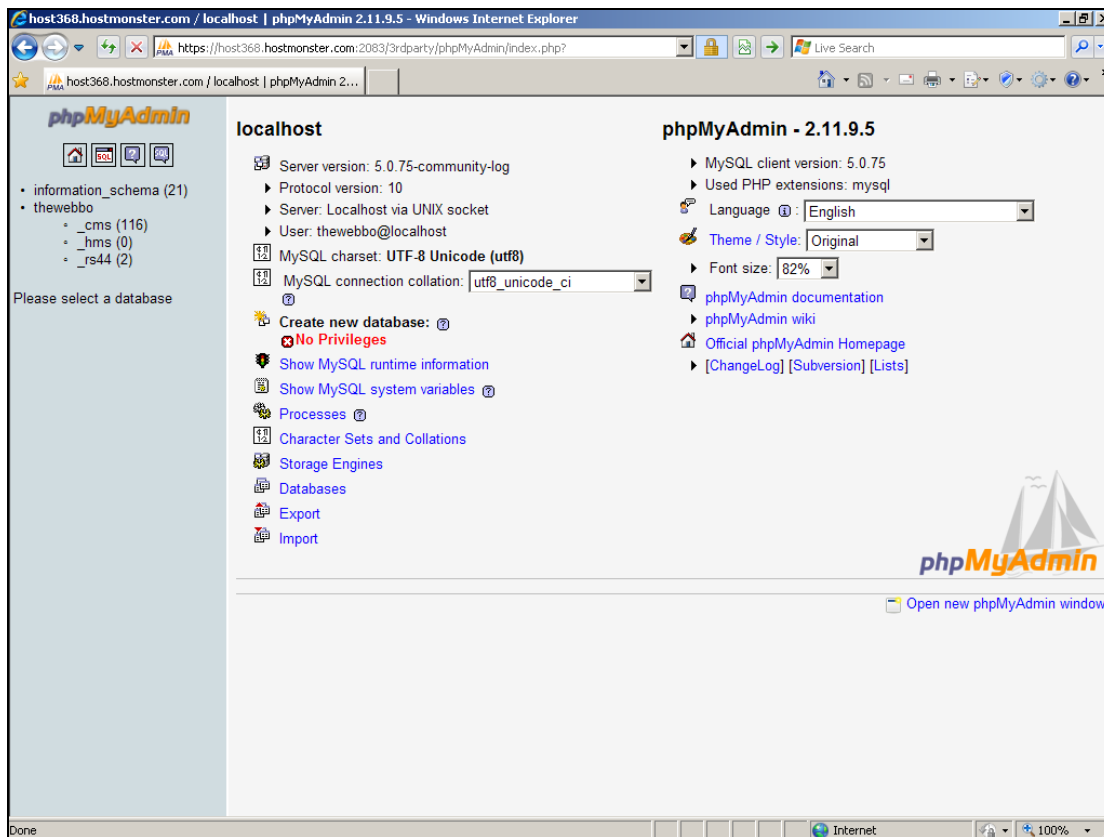 host368.hostmonster.com / localhost | phpMyAdmin 2.11.9.5 - Windows Internet Explorer
https://host368.hostmonster.com:2083/3rdparty/phpMyAdmin/index.php?
Live Search
host368.hostmonster.com / localhost | phpMyAdmin 2...
phpMyAdmin
SQL
SQL
information_schema (21)
thewebbo
_cms (116)
_hms (0)
_rs44 (2)
Please select a database
localhost
Server version: 5.0.75-community-log
Protocol version: 10
Server: Localhost via UNIX socket
User: thewebbo@localhost
MySQL charset: UTF-8 Unicode (utf8)
MySQL connection collation: utf8_unicode_ci
Create new database:
No Privileges
Show MySQL runtime information
Show MySQL system variables
Processes
Character Sets and Collations
Storage Engines
Databases
Export
Import
phpMyAdmin - 2.11.9.5
MySQL client version: 5.0.75
Used PHP extensions: mysql
Language : English
Theme / Style: Original
Font size: 82%
phpMyAdmin documentation
phpMyAdmin wiki
Official phpMyAdmin Homepage
[ChangeLog] [Subversion] [Lists]
phpMyAdmin
Open new phpMyAdmin window
Done
Internet
100%